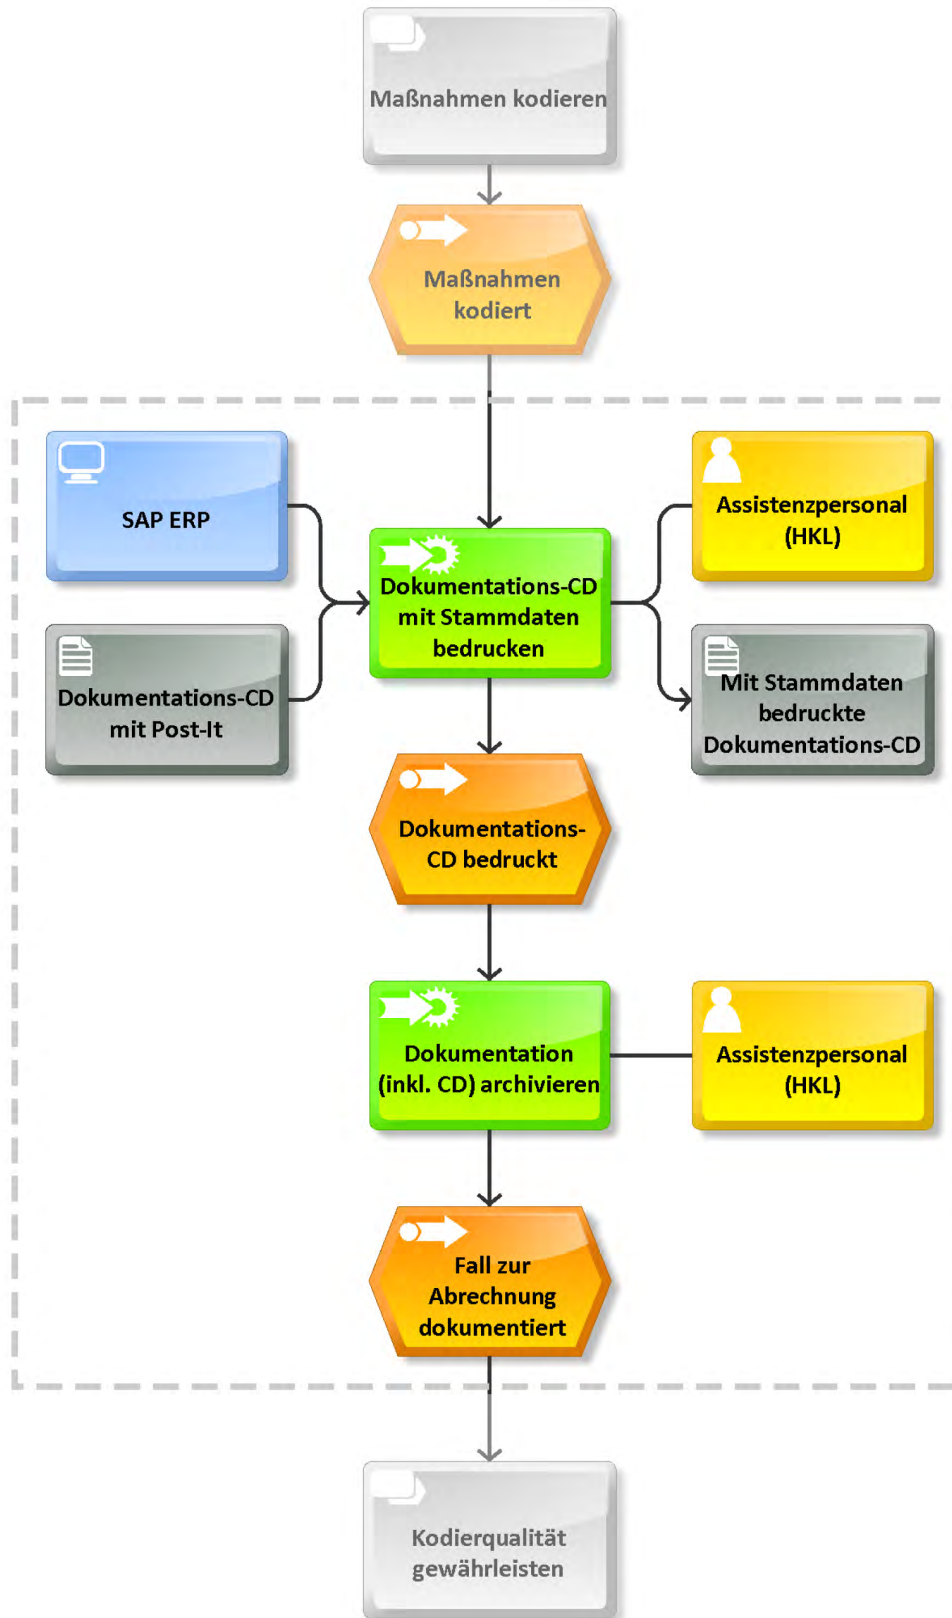 Maßnahmen kodieren
Maßnahmen
kodiert
SAP ERP
Assistenzpersonal
(HKL)
Dokumentations-CD
mit Stammdaten
bedrucken
Dokumentations-CD
mit Post-It
Mit Stammdaten
bedruckte
Dokumentations-CD
Dokumentations-
CD bedruckt
Dokumentation
(inkl. CD) archivieren
Assistenzpersonal
(HKL)
Fall zur
Abrechnung
dokumentiert
Kodierqualität
gewährleisten